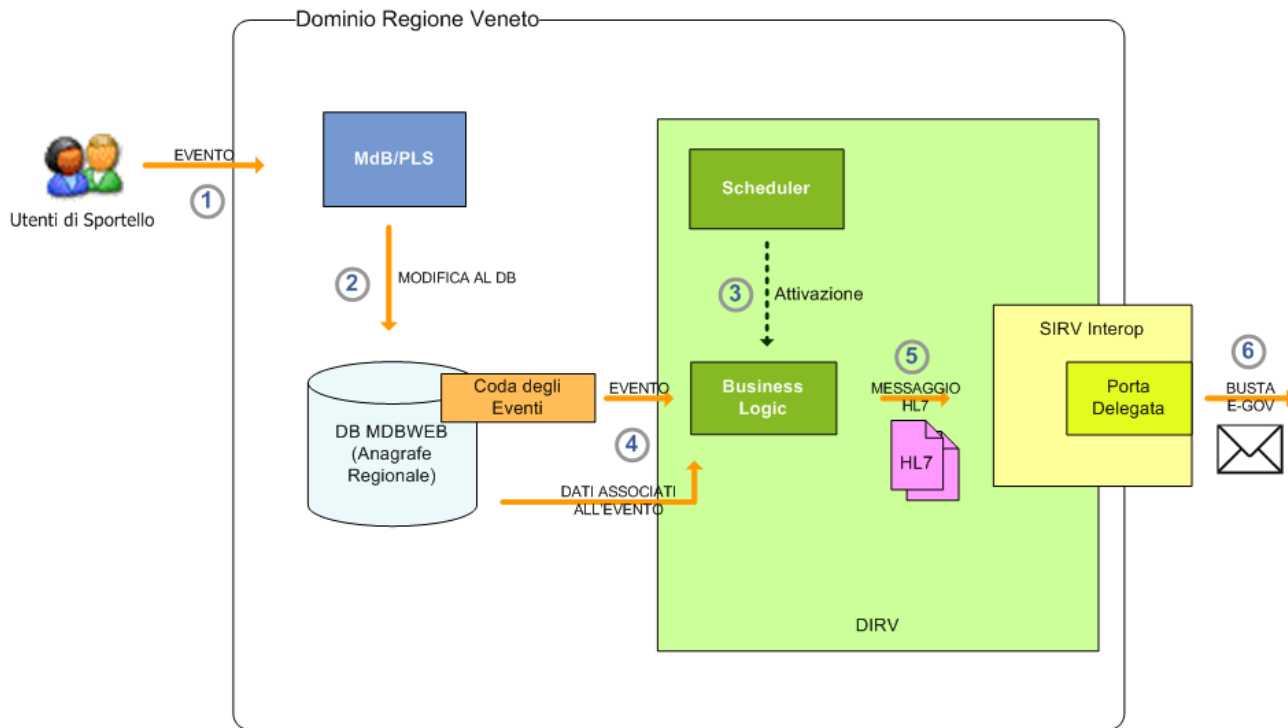 Dominio Regione Veneto
EVENTO
1
Utenti di Sportello
MdB/PLS
2
MODIFICA AL DB
Scheduler
3
Attivazione
SIRV Interop
Porta
Delegata
6
BUSTA
E-GOV
Coda degli
Eventi
EVENTO
4
DB MDBWEB
(Anagrafe
Regionale)
DATI ASSOCIATI
ALL'EVENTO
Business
Logic
5
MESSAGGIO
HL7
HL7
DIRV